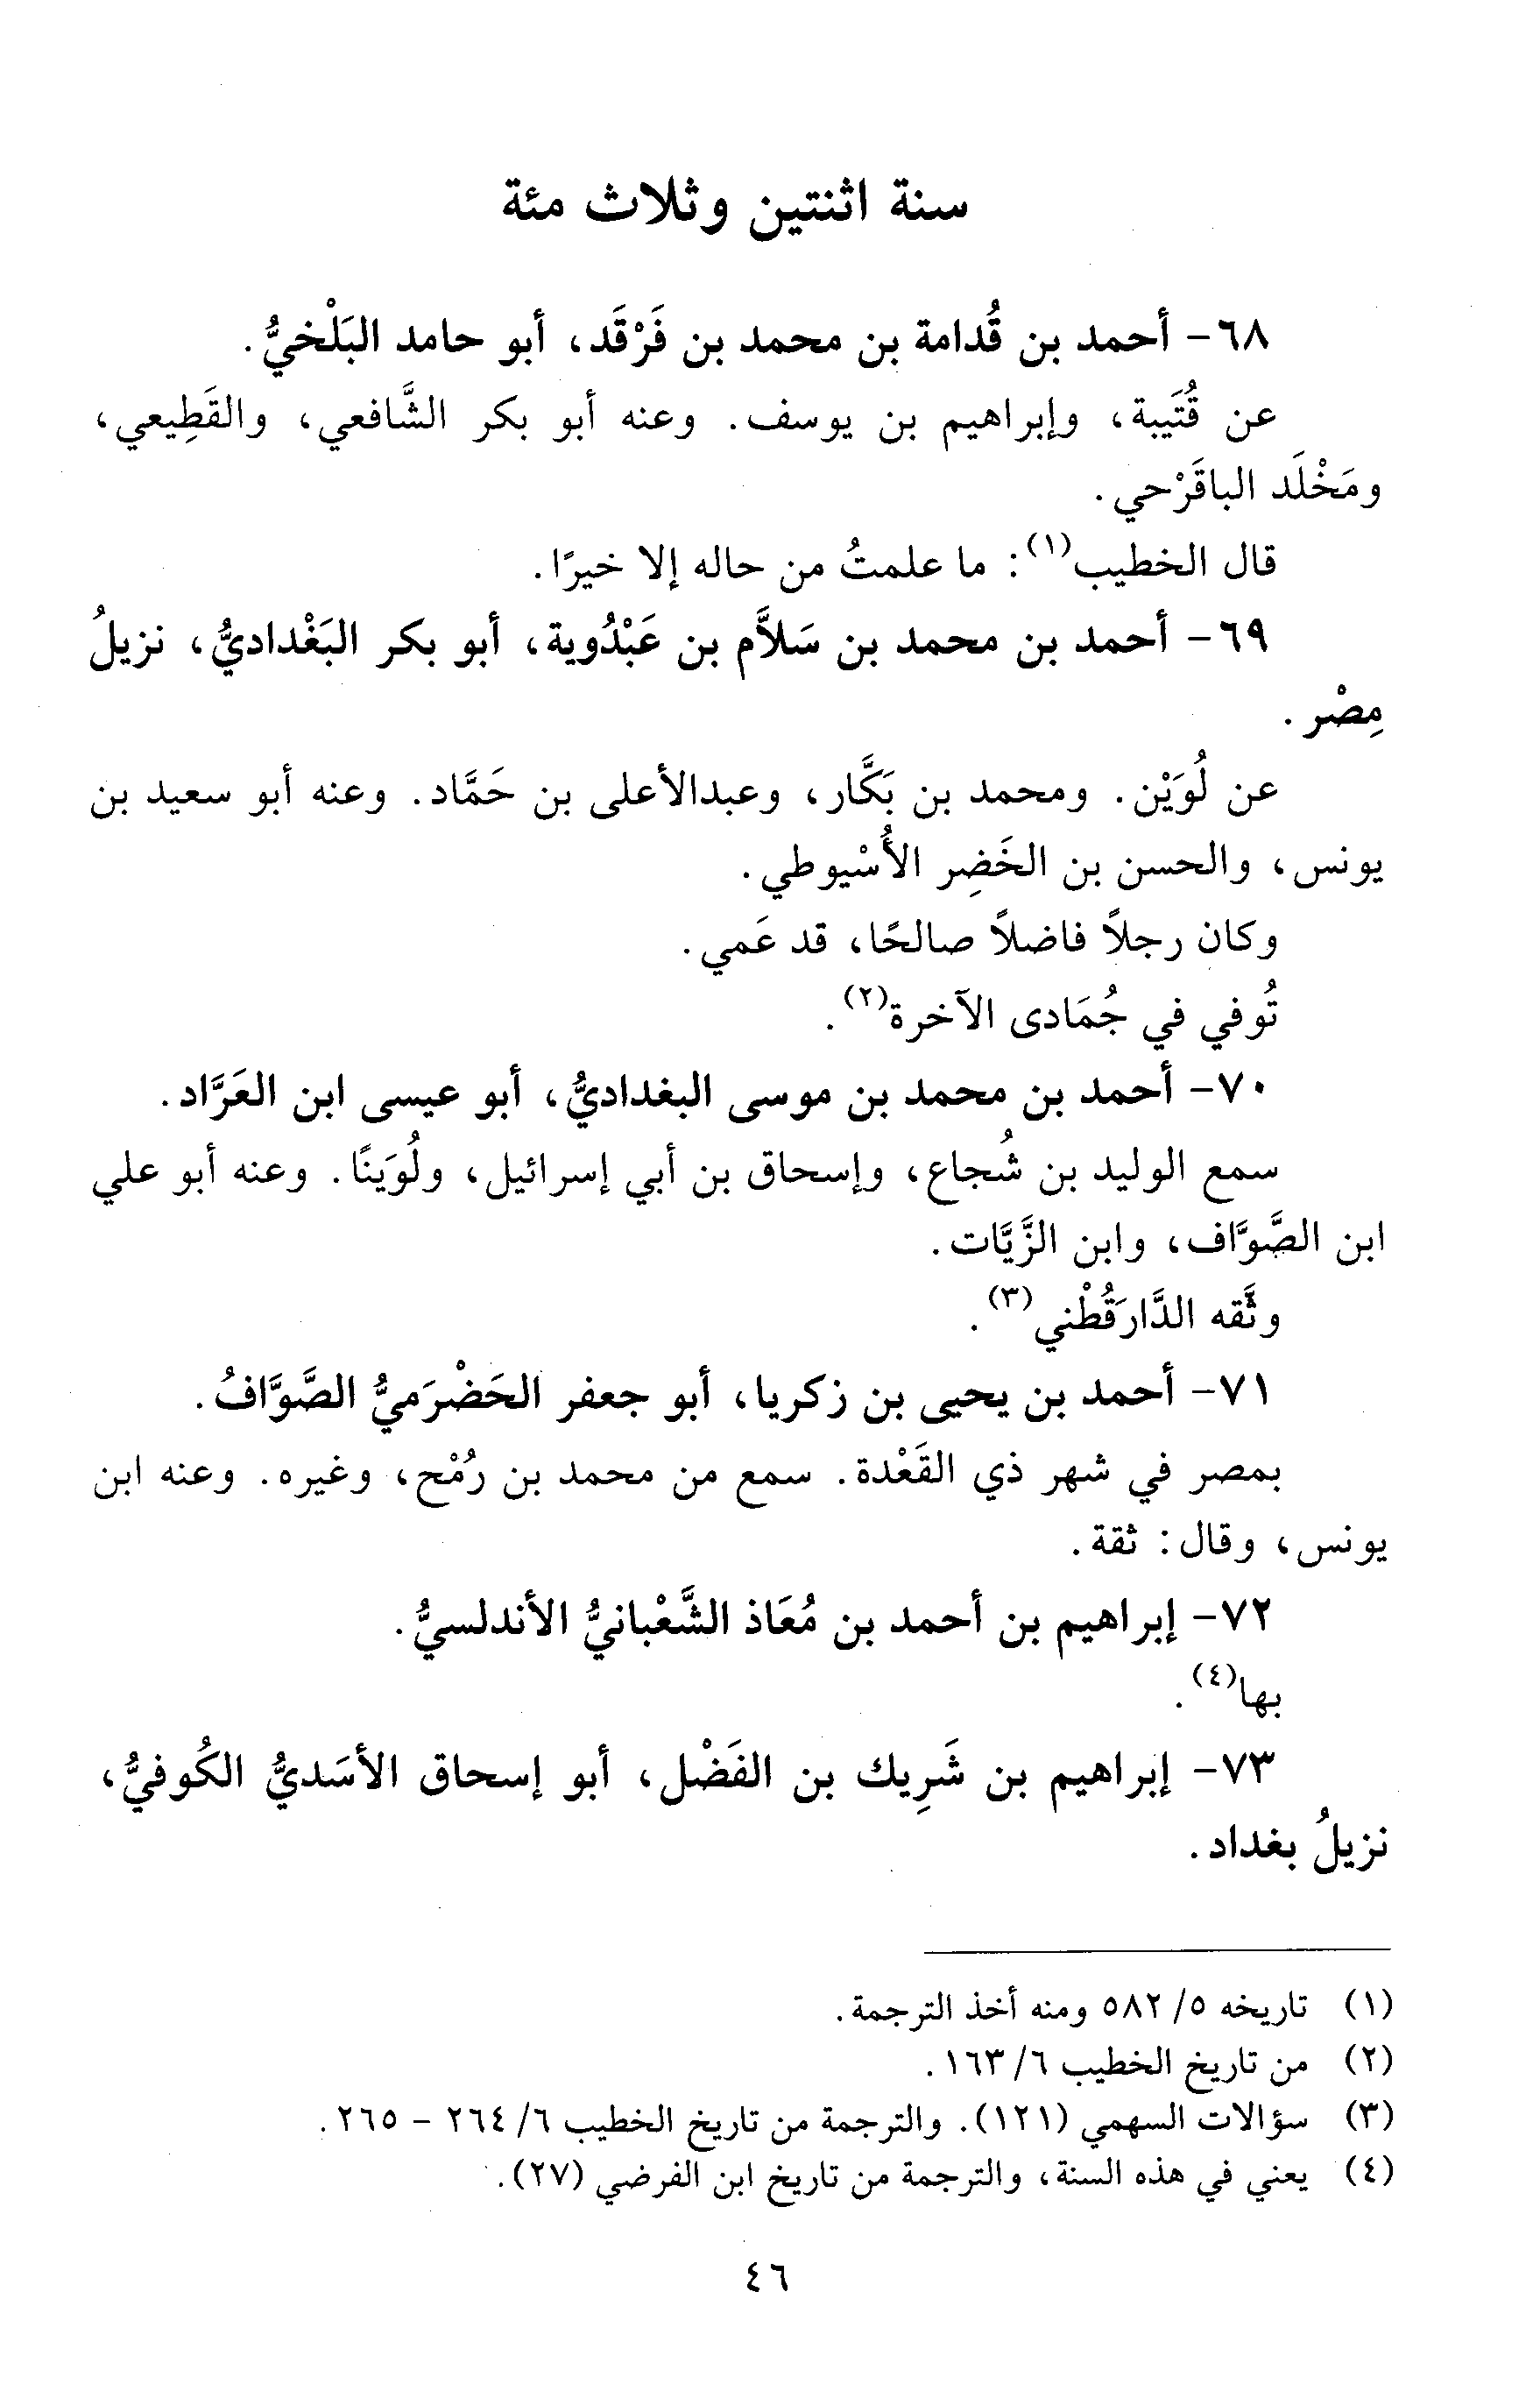 سنة اثنتين وثلاث مئة
٦٨- أحمد بن قُدامة بن محمد بن فَرْقَد، أبو حامد البَلْخيُّ.
عن قُتَيبة، وإبراهيم بن يوسف. وعنه أبو بكر الشَّافعي، والقَطِيعي،
ومَخْلَد الباقَرْحي.
قال الخطيب(١): ما علمتُ من حاله إلا خيرًا.
٦٩- أحمد بن محمد بن سَلاَّم بن عَبْدُوية، أبو بكر البَغْداديُّ، نزيلُ
مِصْر.
عن لُوَيْن. ومحمد بن بَكَّار، وعبدالأعلى بن حَمَّاد. وعنه أبو سعيد بن
يونس، والحسن بن الخَضِر الأُسْيوطي.
وكان رجلاً فاضلاً صالحًا، قد عَمي.
تُوفي في جُمَادى الآخرة(٢).
٧٠- أحمد بن محمد بن موسى البغداديُّ، أبو عيسى ابن العَرَّاد.
سمع الوليد بن شُجاع، وإسحاق بن أبي إسرائيل، ولُوَينًا. وعنه أبو علي
ابن الصَّوَّاف، وابن الزَّيَّات.
وثَّقه الدَّارَقُطْني(٣).
٧١- أحمد بن يحيى بن زكريا، أبو جعفر الحَضْرَميُّ الصَّوَّافُ.
بمصر في شهر ذي القَعْدة. سمع من محمد بن رُمْح، وغيره. وعنه ابن
يونس، وقال: ثقة.
٧٢- إبراهيم بن أحمد بن مُعَاذ الشَّعْبانيُّ الأندلسيُّ.
بها(٤).
٧٣- إبراهيم بن شَرِيك بن الفَضْل، أبو إسحاق الأسَديُّ الكُوفيُّ،
نزيلُ بغداد.
(١) تاريخه ٥/ ٥٨٢ ومنه أخذ الترجمة.
(٢) من تاريخ الخطيب ٦/ ١٦٣.
(٣) سؤالات السهمي (١٢١). والترجمة من تاريخ الخطيب ٦/ ٢٦٤ - ٢٦٥.
(٤) يعني في هذه السنة، والترجمة من تاريخ ابن الفرضي (٢٧).
٤٦